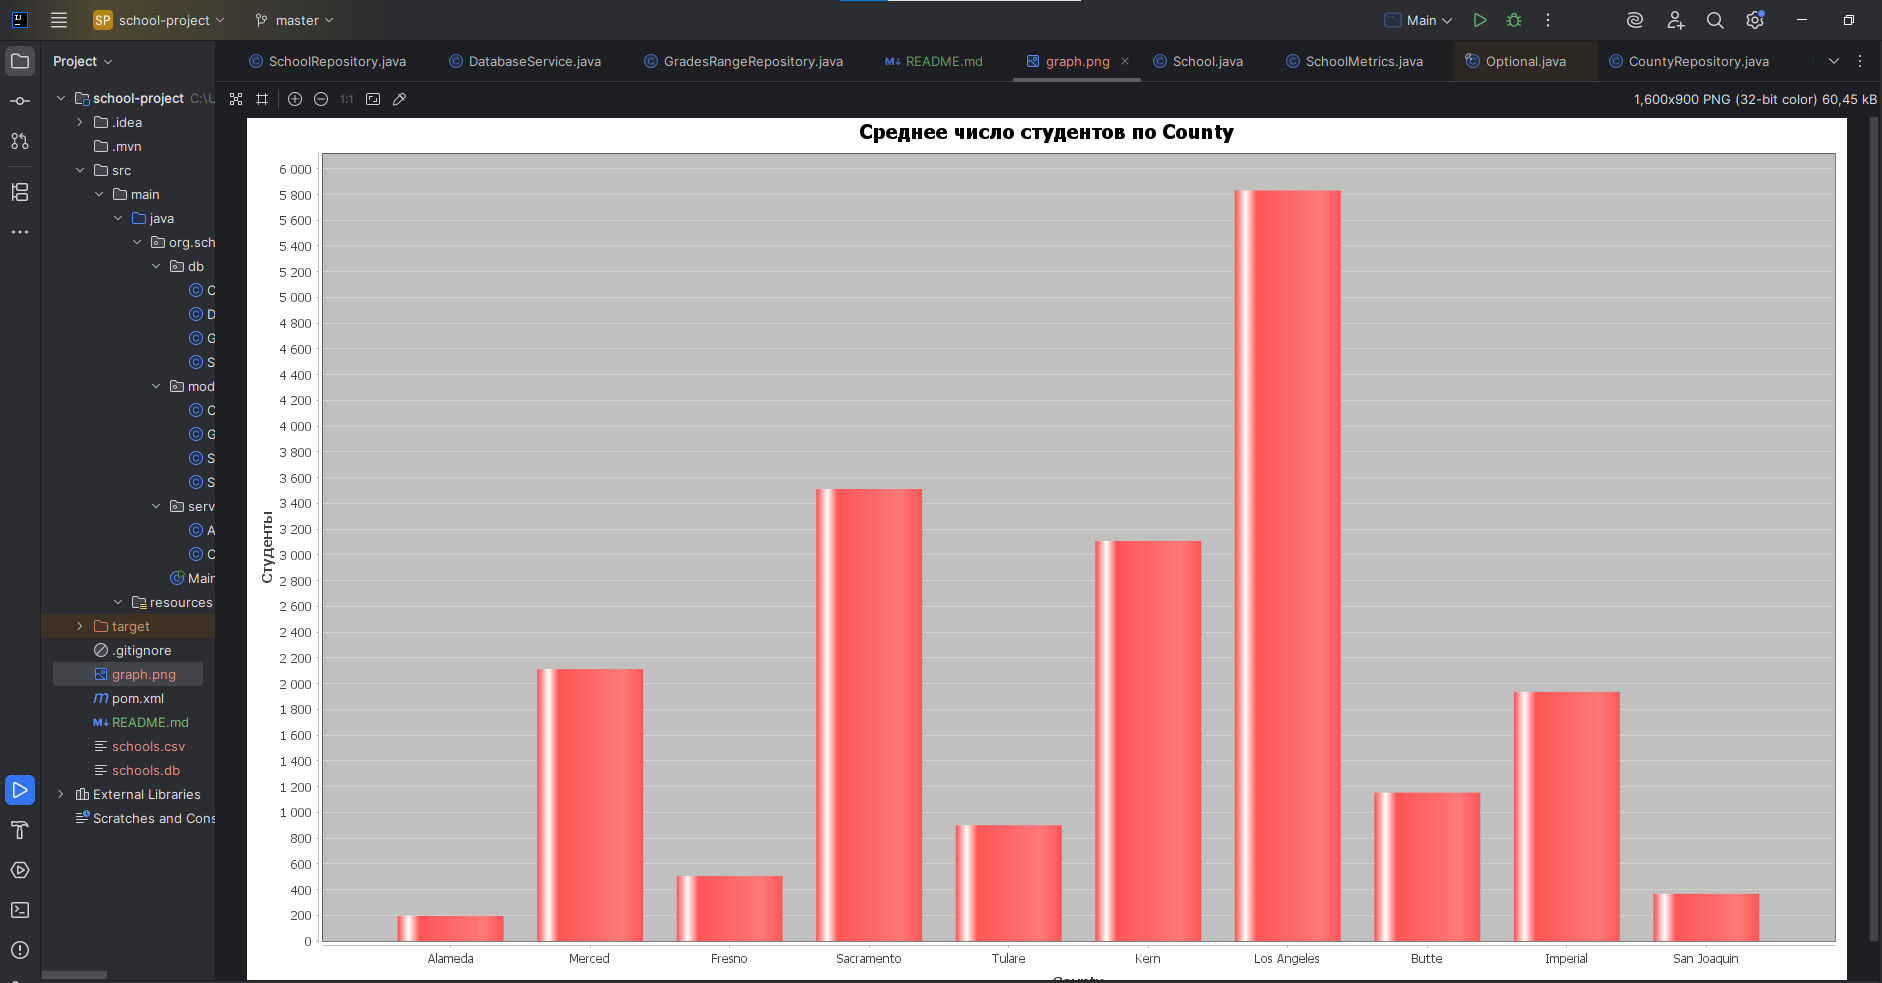 SP school-project master Main
Project
SchoolRepository.java DatabaseService.java GradesRangeRepository.java README.md graph.png School.java SchoolMetrics.java Optional.java CountyRepository.java
1:1 1,600x900 PNG (32-bit color) 60,45 kB
school-project C:\U
.idea
.mvn
src
main
java
org.sch
db
C
D
G
S
mod
C
G
S
S
serv
A
C
Main
resources
target
.gitignore
graph.png
pom.xml
README.md
schools.csv
schools.db
External Libraries
Scratches and Cons
Среднее число студентов по County
Студенты
6 000
5 800
5 600
5 400
5 200
5 000
4 800
4 600
4 400
4 200
4 000
3 800
3 600
3 400
3 200
3 000
2 800
2 600
2 400
2 200
2 000
1 800
1 600
1 400
1 200
1 000
800
600
400
200
0
Alameda Merced Fresno Sacramento Tulare Kern Los Angeles Butte Imperial San Joaquin
County